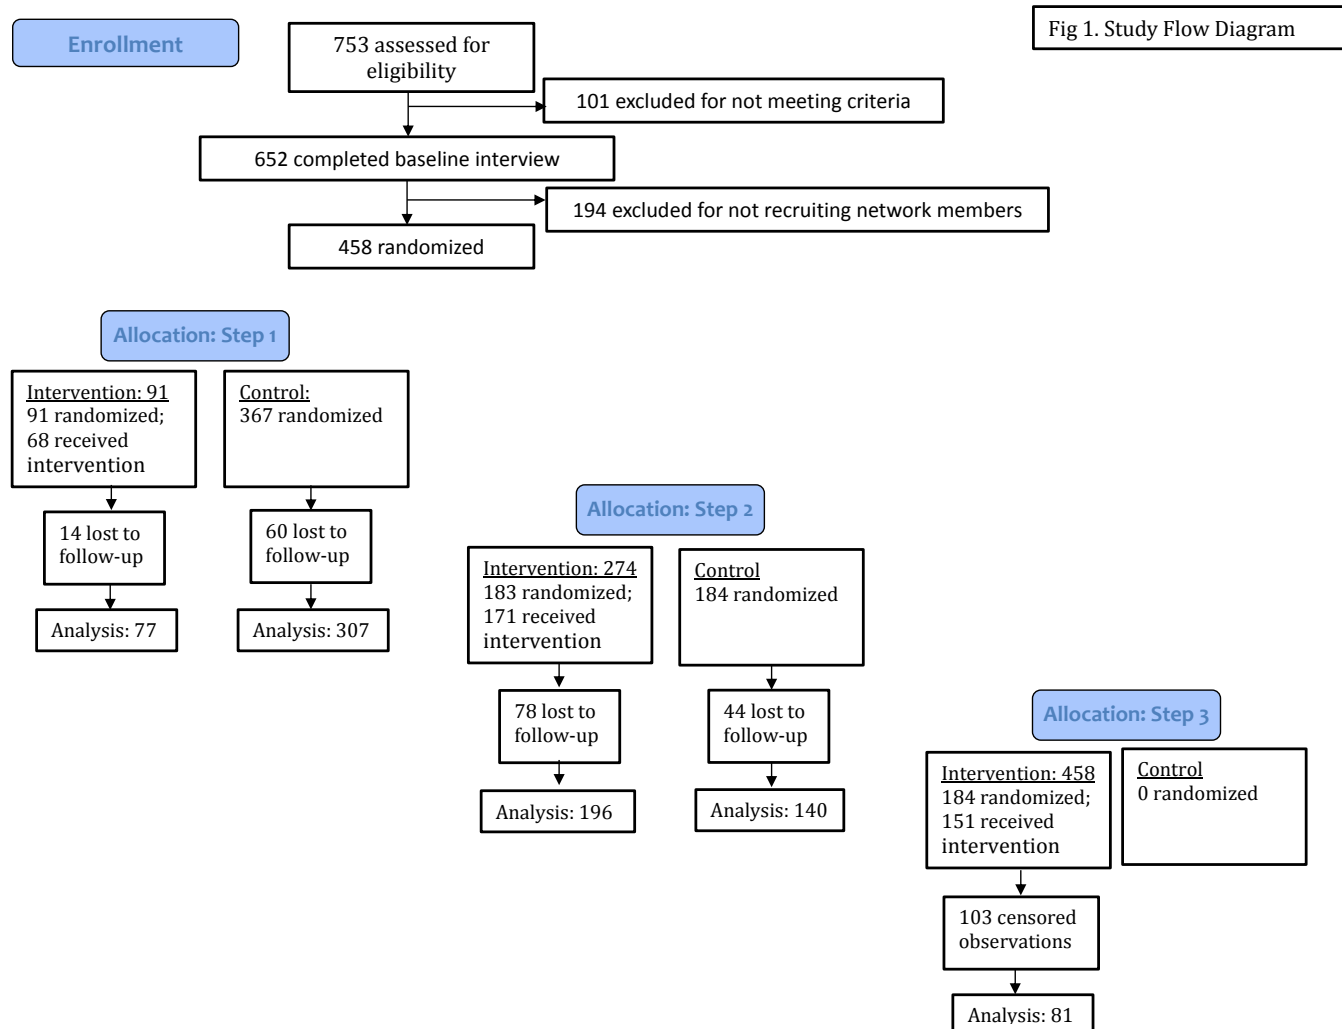 Fig 1. Study Flow Diagram
Enrollment
753 assessed for
eligibility
101 excluded for not meeting criteria
652 completed baseline interview
194 excluded for not recruiting network members
458 randomized
Allocation: Step 1
Intervention: 91
91 randomized;
68 received
intervention
Control:
367 randomized
14 lost to
follow-up
60 lost to
follow-up
Analysis: 77
Analysis: 307
Allocation: Step 2
Intervention: 274
183 randomized;
171 received
intervention
Control
184 randomized
78 lost to
follow-up
44 lost to
follow-up
Analysis: 196
Analysis: 140
Allocation: Step 3
Intervention: 458
184 randomized;
151 received
intervention
Control
0 randomized
103 censored
observations
Analysis: 81